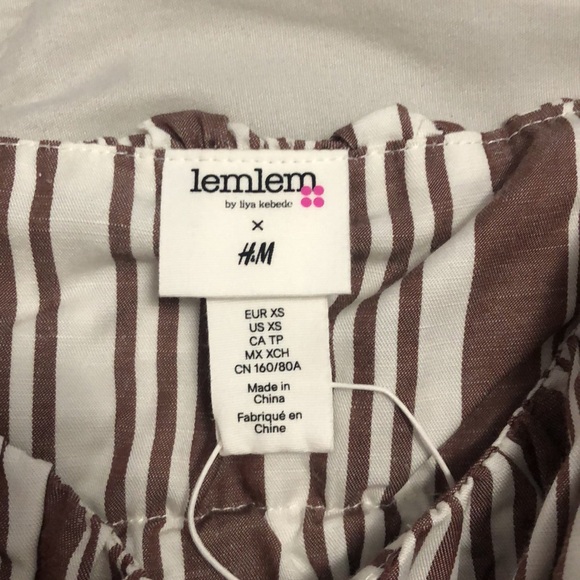 lemlem
by liya kebede
×
H&M
EUR XS
US XS
CA TP
MX XCH
CN 160/80A
Made in
China
Fabriqué en
Chine